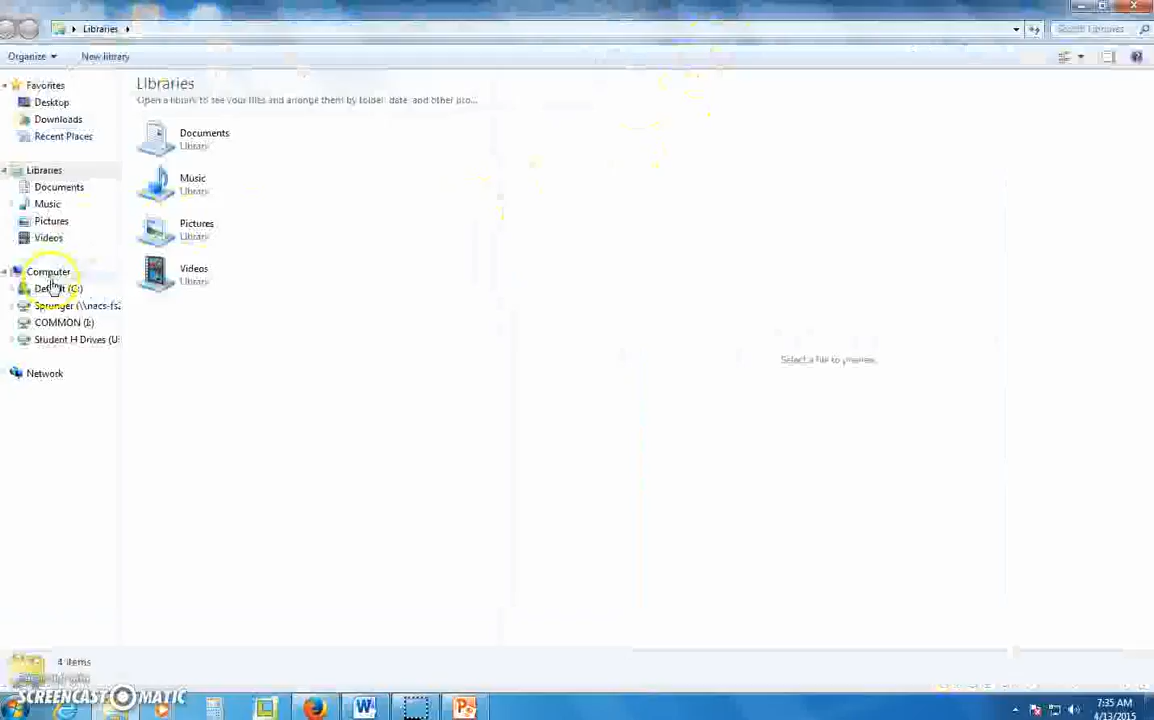 Libraries
Search Libraries
Organize
New library
Favorites
Desktop
Downloads
Recent Places
Libraries
Documents
Music
Pictures
Videos
Computer
Default (C:)
Sprunger (\\nacs-fs2
COMMON (I:)
Student H Drives (U:
Network
Libraries
Open a library to see your files and arrange them by folder, date, and other pro...
Documents
Library
Music
Library
Pictures
Library
Videos
Library
Select a file to preview.
4 items
SCREENCAST-O-MATIC
7:35 AM
4/13/2015